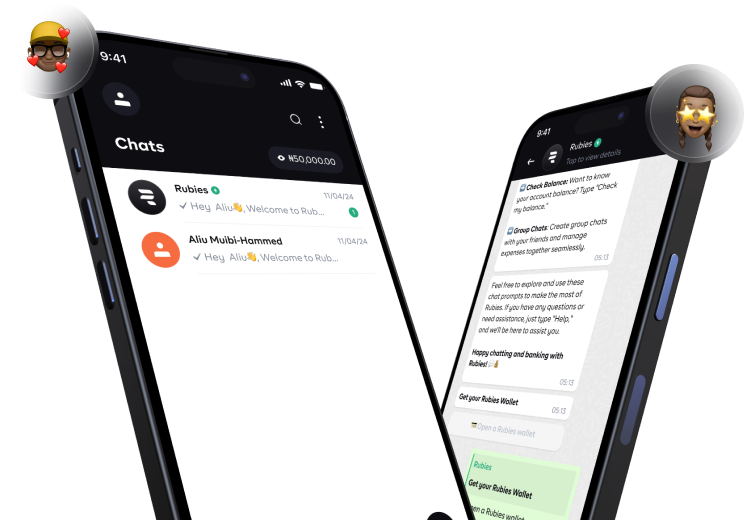 9:41
Chats
₦50,000.00
Rubies
11/04/24
Hey Aliu👋, Welcome to Rub...
1
Aliu Muibi-Hammed
11/04/24
Hey Aliu👋, Welcome to Rub...
9:41
Rubies
Tap to view details
Check Balance: Want to know
your account balance? Type "Check
my balance."
Group Chats: Create group chats
with your friends and manage
expenses together seamlessly.
05:13
Feel free to explore and use these
chat prompts to make the most of
Rubies. If you have any questions or
need assistance, just type "Help,"
and we'll be here to assist you.
Happy chatting and banking with
Rubies!
05:13
Get your Rubies Wallet
05:13
Open a Rubies wallet
Rubies
Get your Rubies Wallet
pen a Rubies wallet